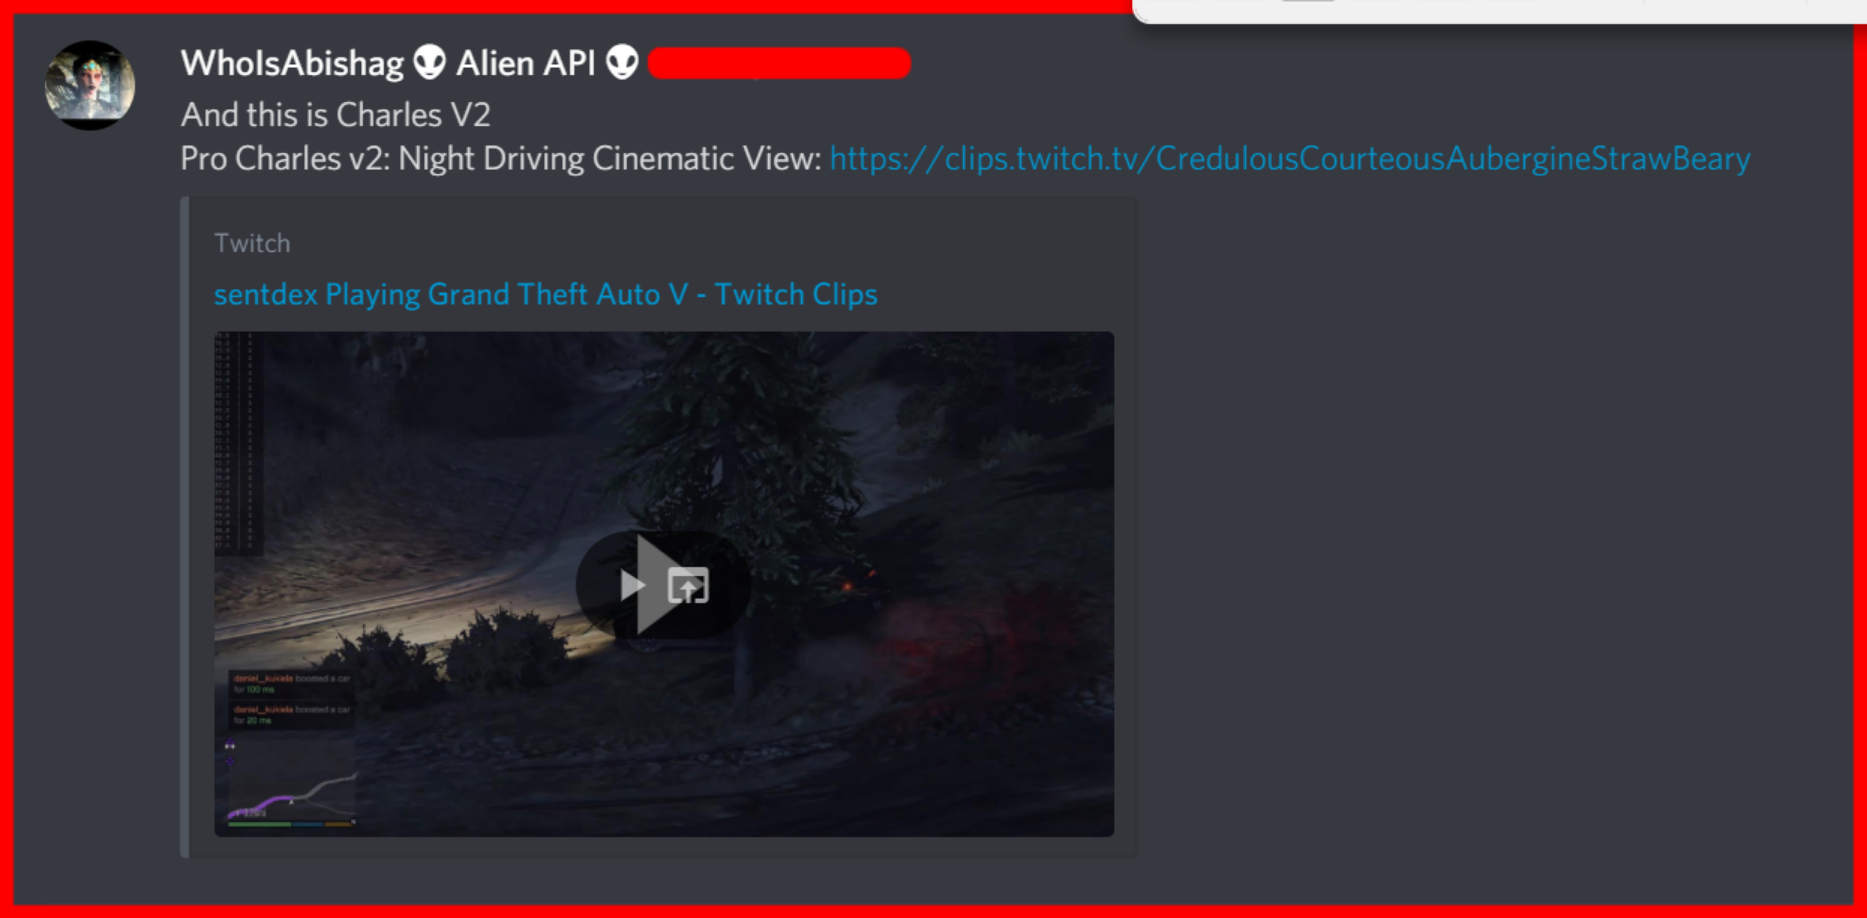 WhoIsAbishag 👽 Alien API 👽
And this is Charles V2
Pro Charles v2: Night Driving Cinematic View: https://clips.twitch.tv/CredulousCourteousAubergineStrawBeary
Twitch
sentdex Playing Grand Theft Auto V - Twitch Clips
daniel_kukiela boosted a car
for 100 ms
daniel_kukiela boosted a car
for 20 ms